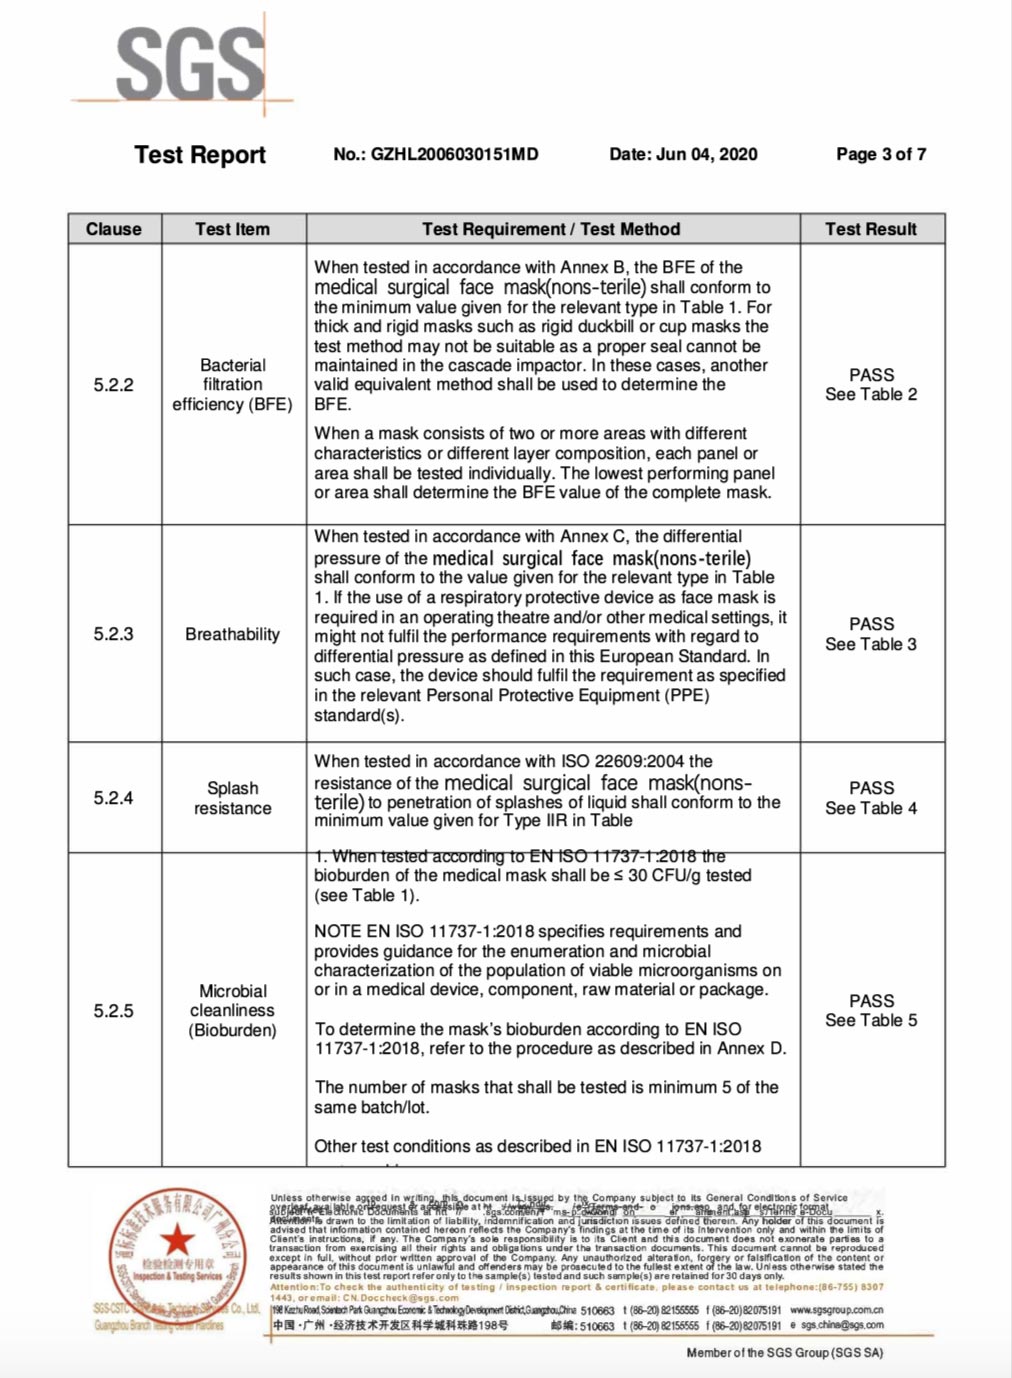 SGS
Test Report No.: GZHL2006030151MD Date: Jun 04, 2020 Page 3 of 7
Clause Test Item Test Requirement / Test Method Test Result
5.2.2
Bacterial
filtration
efficiency (BFE)
When tested in accordance with Annex B, the BFE of the
medical surgical face mask(nons-terile) shall conform to
the minimum value given for the relevant type in Table 1. For
thick and rigid masks such as rigid duckbill or cup masks the
test method may not be suitable as a proper seal cannot be
maintained in the cascade impactor. In these cases, another
valid equivalent method shall be used to determine the
BFE.
When a mask consists of two or more areas with different
characteristics or different layer composition, each panel or
area shall be tested individually. The lowest performing panel
or area shall determine the BFE value of the complete mask.
PASS
See Table 2
5.2.3
Breathability
When tested in accordance with Annex C, the differential
pressure of the medical surgical face mask(nons-terile)
shall conform to the value given for the relevant type in Table
1. If the use of a respiratory protective device as face mask is
required in an operating theatre and/or other medical settings, it
might not fulfil the performance requirements with regard to
differential pressure as defined in this European Standard. In
such case, the device should fulfil the requirement as specified
in the relevant Personal Protective Equipment (PPE)
standard(s).
PASS
See Table 3
5.2.4
Splash
resistance
When tested in accordance with ISO 22609:2004 the
resistance of the medical surgical face mask(nons-
terile) to penetration of splashes of liquid shall conform to the
minimum value given for Type IIR in Table
PASS
See Table 4
5.2.5
Microbial
cleanliness
(Bioburden)
1. When tested according to EN ISO 11737-1:2018 the
bioburden of the medical mask shall be ≤ 30 CFU/g tested
(see Table 1).
NOTE EN ISO 11737-1:2018 specifies requirements and
provides guidance for the enumeration and microbial
characterization of the population of viable microorganisms on
or in a medical device, component, raw material or package.
To determine the mask's bioburden according to EN ISO
11737-1:2018, refer to the procedure as described in Annex D.
The number of masks that shall be tested is minimum 5 of the
same batch/lot.
Other test conditions as described in EN ISO 11737-1:2018
PASS
See Table 5
检验检测专用章
Inspection & Testing Services
Unless otherwise agreed in writing, this document is issued by the Company subject to its General Conditions of Service
overleaf, available on request or accessible at and, for electronic format
documents,
subject to Electronic Documents at
Attention is drawn to the limitation of liability, indemnification and jurisdiction issues defined therein. Any holder of this document is
advised that information contained hereon reflects the Company's findings at the time of its intervention only and within the limits of
Client's instructions, if any. The Company's sole responsibility is to its Client and this document does not exonerate parties to a
transaction from exercising all their rights and obligations under the transaction documents. This document cannot be reproduced
except in full, without prior written approval of the Company. Any unauthorized alteration, forgery or falsification of the content or
appearance of this document is unlawful and offenders may be prosecuted to the fullest extent of the law. Unless otherwise stated the
results shown in this test report refer only to the sample(s) tested and such sample(s) are retained for 30 days only.
Attention:To check the authenticity of testing / inspection report & certificate, please contact us at telephone:(86-755) 8307
1443, or email: CN.Doccheck@sgs.com
SGS-CSTC Co., Ltd.
Guangzhou Branch Testing Center Hardlines
198 Kezhu Road, Scientech Park Guangzhou Economic & Technology Development District, Guangzhou, China 510663 t (86-20) 82155555 f (86-20) 82075191 www.sgsgroup.com.cn
中国 · 广州 · 经济技术开发区科学城科珠路198号 邮编: 510663 t (86-20) 82155555 f (86-20) 82075191 e sgs.china@sgs.com
Member of the SGS Group (SGS SA)